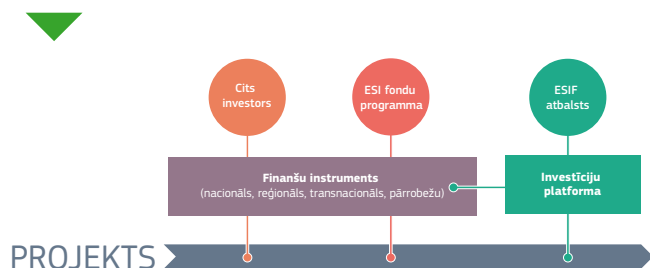 Cits
investors
ESI fondu
programma
ESIF
atbalsts
Finanšu instruments
(nacionāls, reģionāls, transnacionāls, pārrobežu)
Investīciju
platforma
PROJEKTS